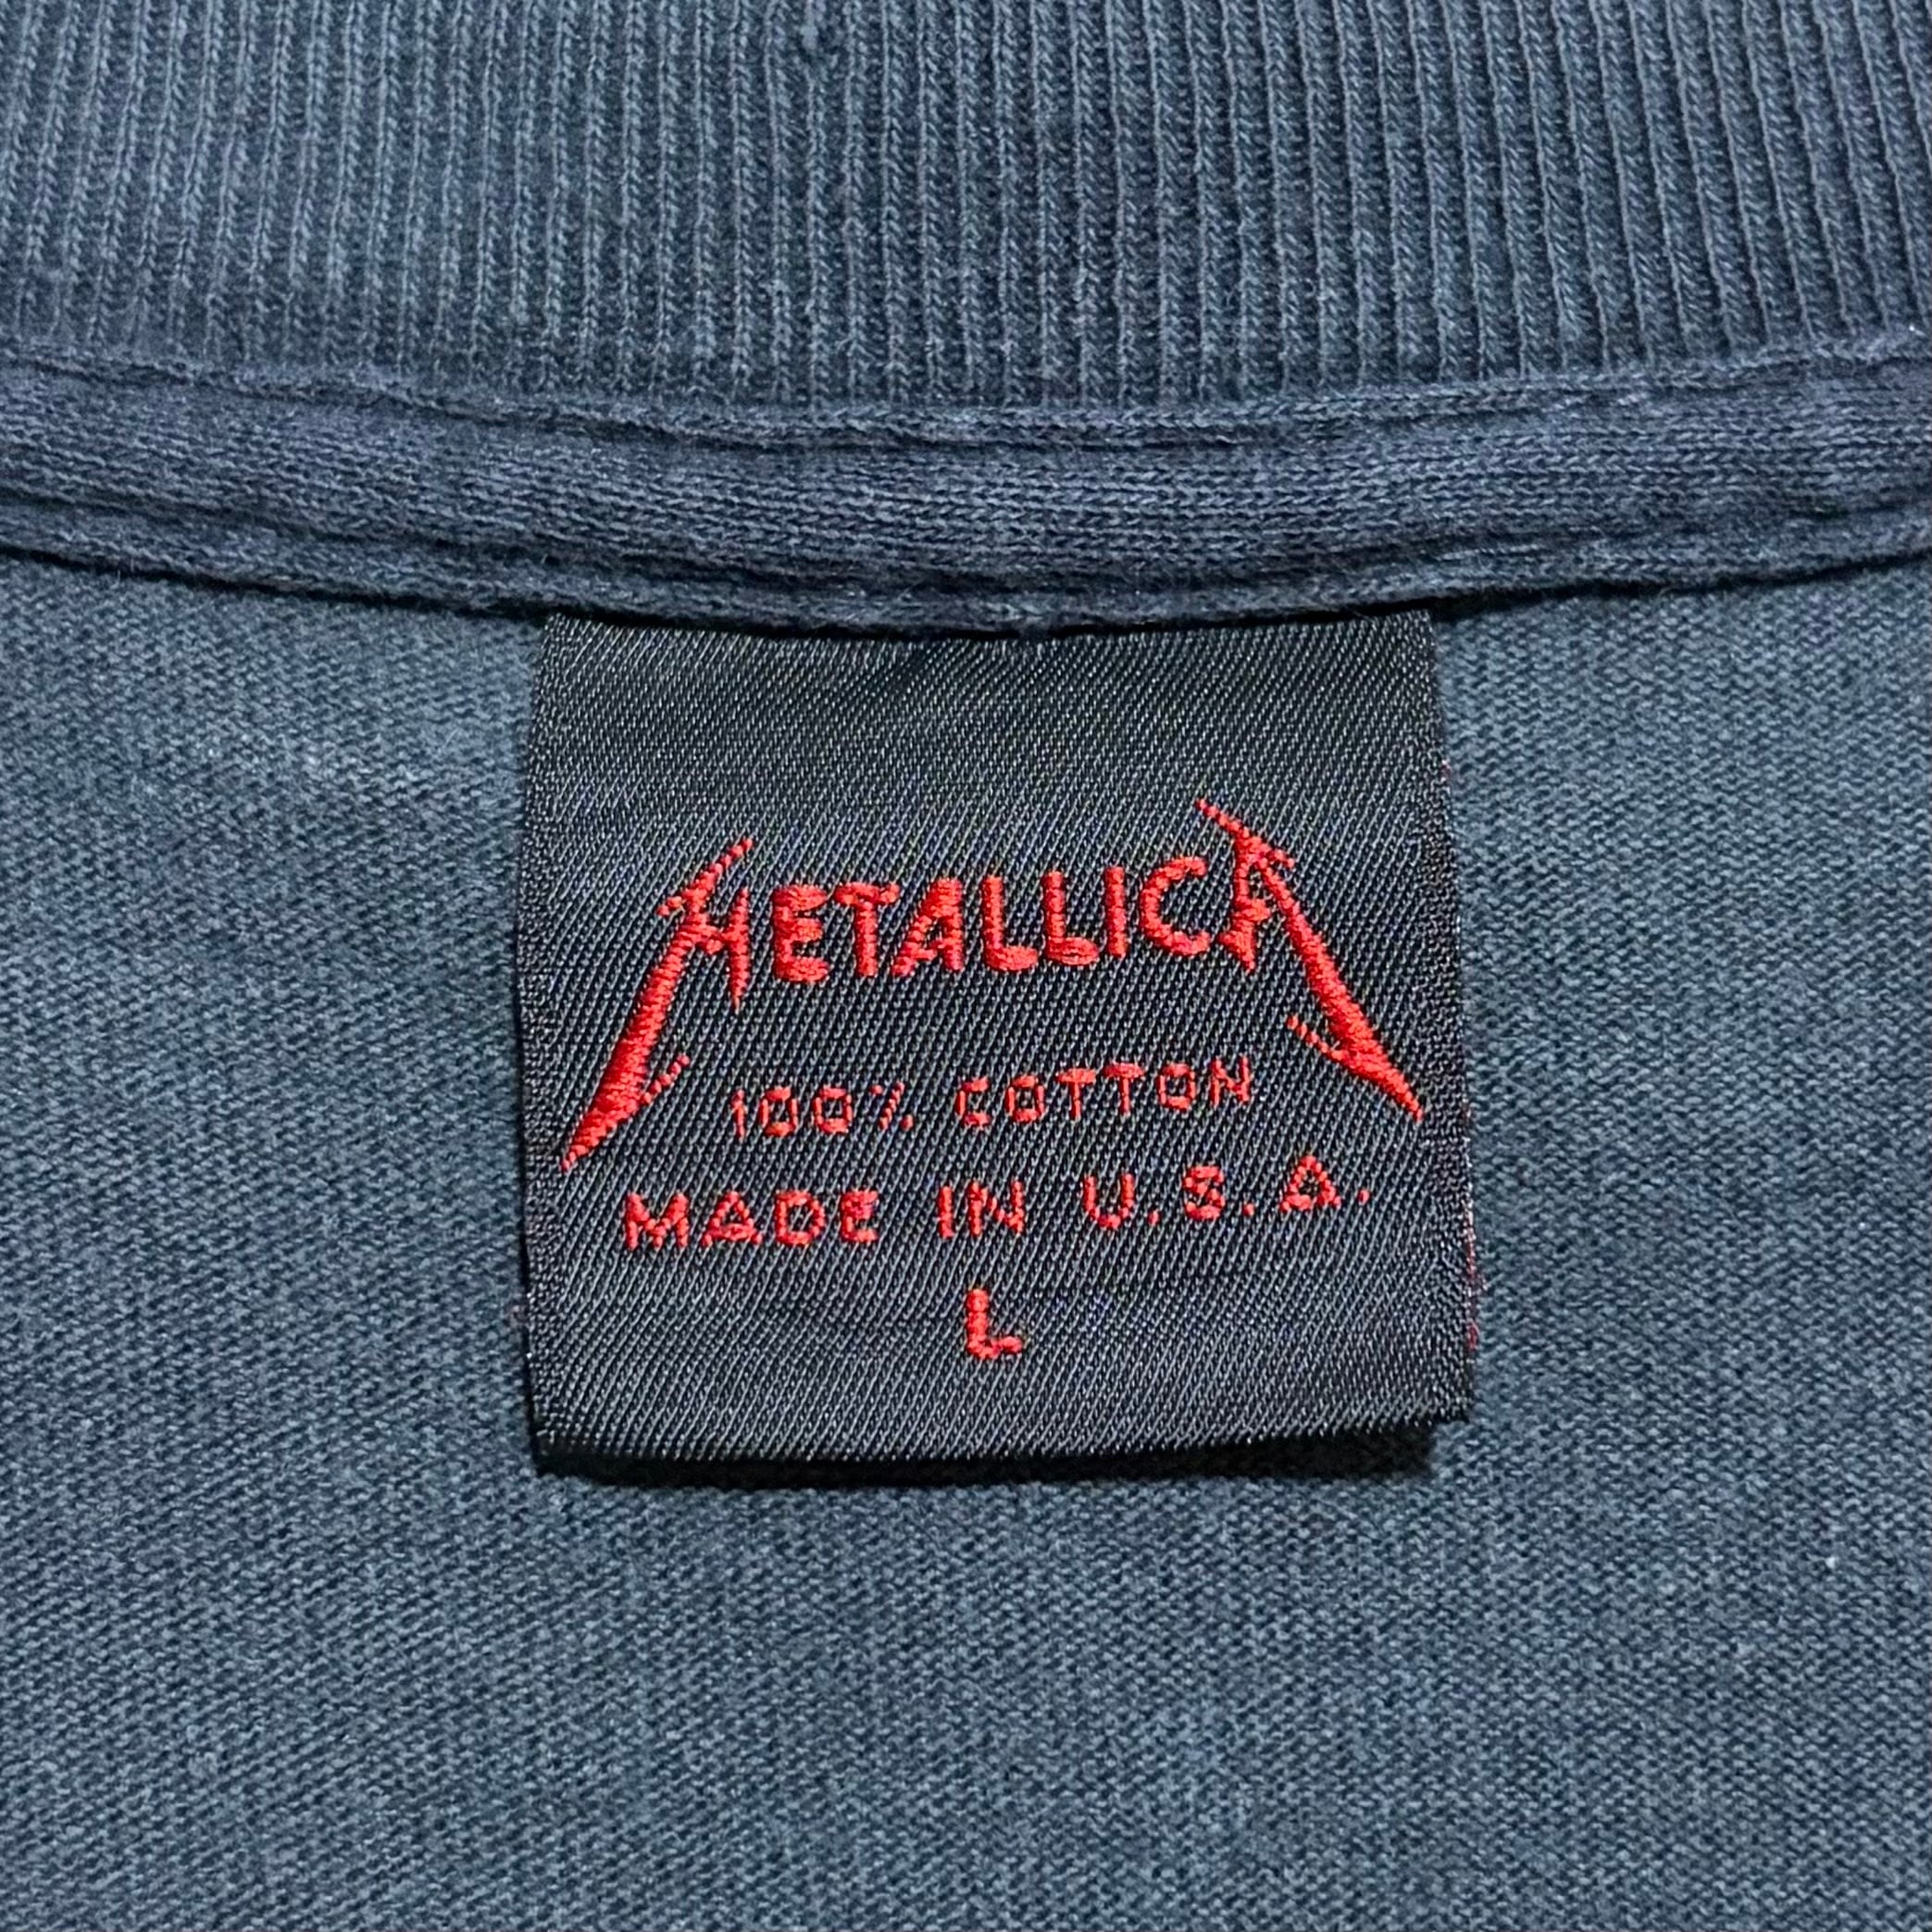 METALLICA
100% COTTON
MADE IN U.S.A.
L